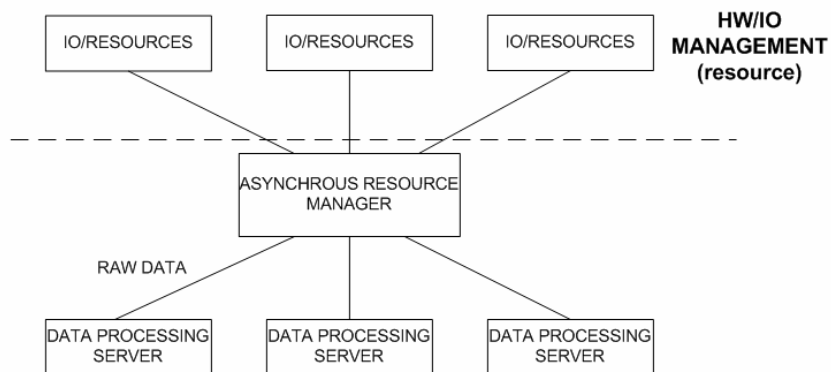 IO/RESOURCES
IO/RESOURCES
IO/RESOURCES
HW/IO
MANAGEMENT
(resource)
ASYNCHROUS RESOURCE
MANAGER
RAW DATA
DATA PROCESSING
SERVER
DATA PROCESSING
SERVER
DATA PROCESSING
SERVER